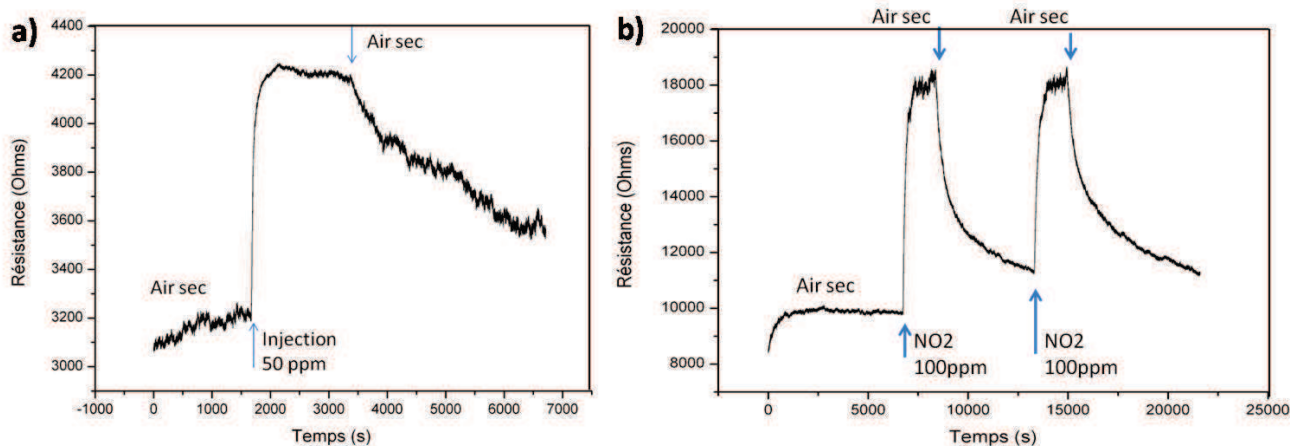 a)
4400
4200
4000
3800
3600
3400
3200
3000
Résistance (Ohms)
Air sec
Air sec
Injection
50 ppm
-1000
0
1000
2000
3000
4000
5000
6000
7000
Temps (s)
b)
Air sec
Air sec
20000
18000
16000
14000
12000
10000
8000
Résistance (Ohms)
Air sec
NO2
100ppm
NO2
100ppm
0
5000
10000
15000
20000
25000
Temps (s)